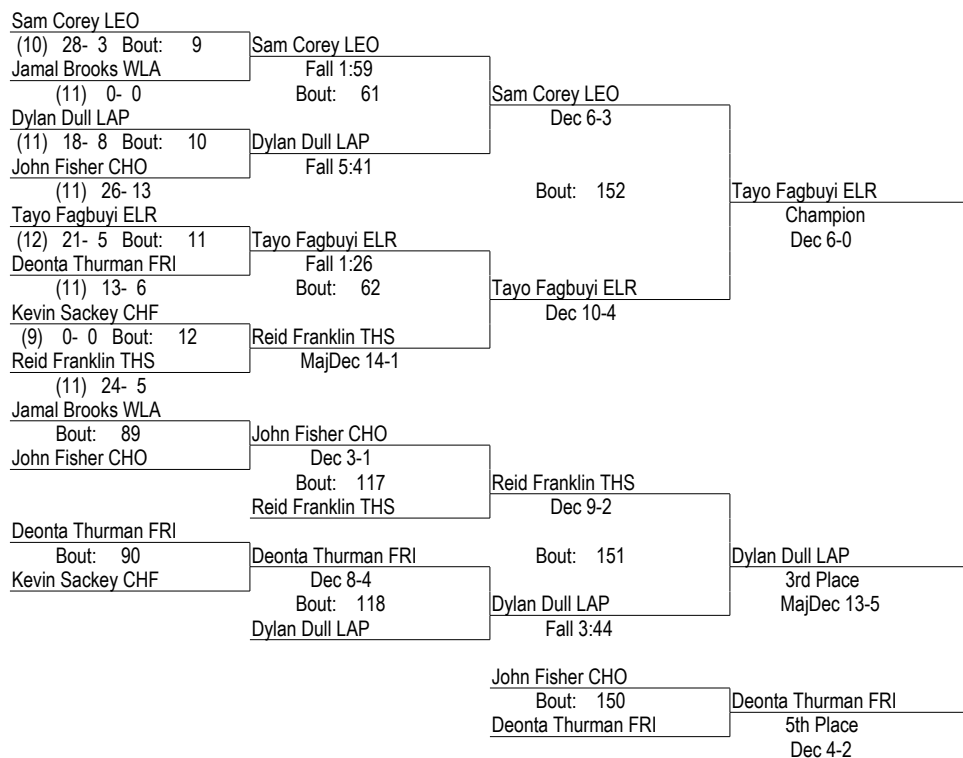 Sam Corey LEO
(10) 28- 3 Bout: 9
Sam Corey LEO
Jamal Brooks WLA
Fall 1:59
(11) 0- 0
Bout: 61
Sam Corey LEO
Dylan Dull LAP
Dec 6-3
(11) 18- 8 Bout: 10
Dylan Dull LAP
John Fisher CHO
Fall 5:41
(11) 26- 13
Bout: 152
Tayo Fagbuyi ELR
Tayo Fagbuyi ELR
Champion
(12) 21- 5 Bout: 11
Tayo Fagbuyi ELR
Dec 6-0
Deonta Thurman FRI
Fall 1:26
(11) 13- 6
Bout: 62
Tayo Fagbuyi ELR
Kevin Sackey CHF
Dec 10-4
(9) 0- 0 Bout: 12
Reid Franklin THS
Reid Franklin THS
MajDec 14-1
(11) 24- 5
Jamal Brooks WLA
Bout: 89
John Fisher CHO
John Fisher CHO
Dec 3-1
Bout: 117
Reid Franklin THS
Reid Franklin THS
Dec 9-2
Deonta Thurman FRI
Bout: 90
Deonta Thurman FRI
Bout: 151
Dylan Dull LAP
Kevin Sackey CHF
Dec 8-4
3rd Place
Bout: 118
Dylan Dull LAP
MajDec 13-5
Dylan Dull LAP
Fall 3:44
John Fisher CHO
Bout: 150
Deonta Thurman FRI
Deonta Thurman FRI
5th Place
Dec 4-2